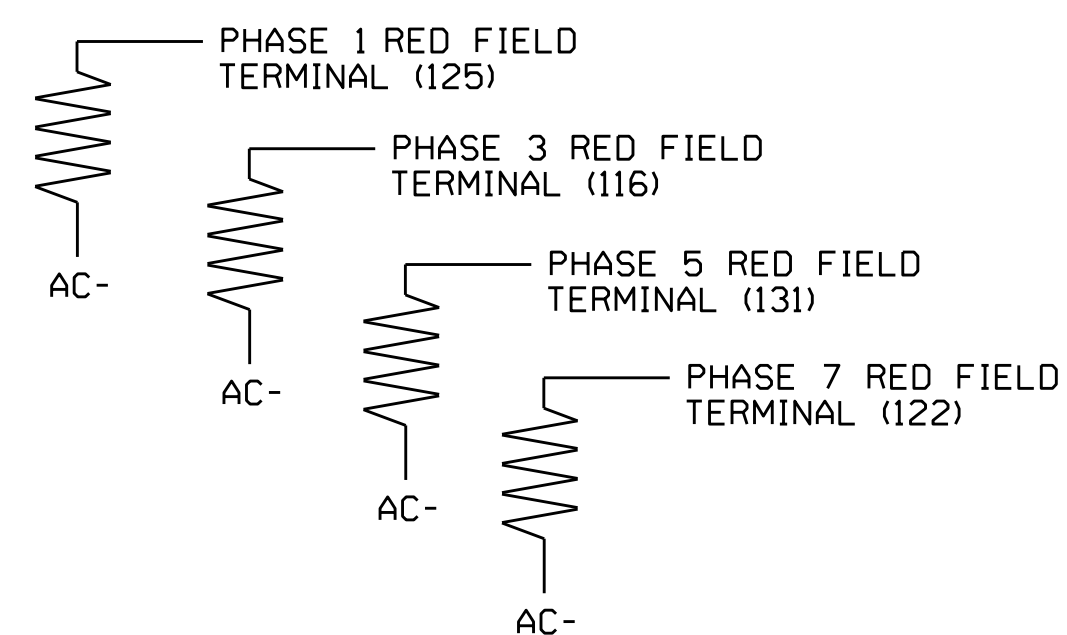 PHASE 1 RED FIELD
TERMINAL (125)
AC-
PHASE 3 RED FIELD
TERMINAL (116)
AC-
PHASE 5 RED FIELD
TERMINAL (131)
AC-
PHASE 7 RED FIELD
TERMINAL (122)
AC-